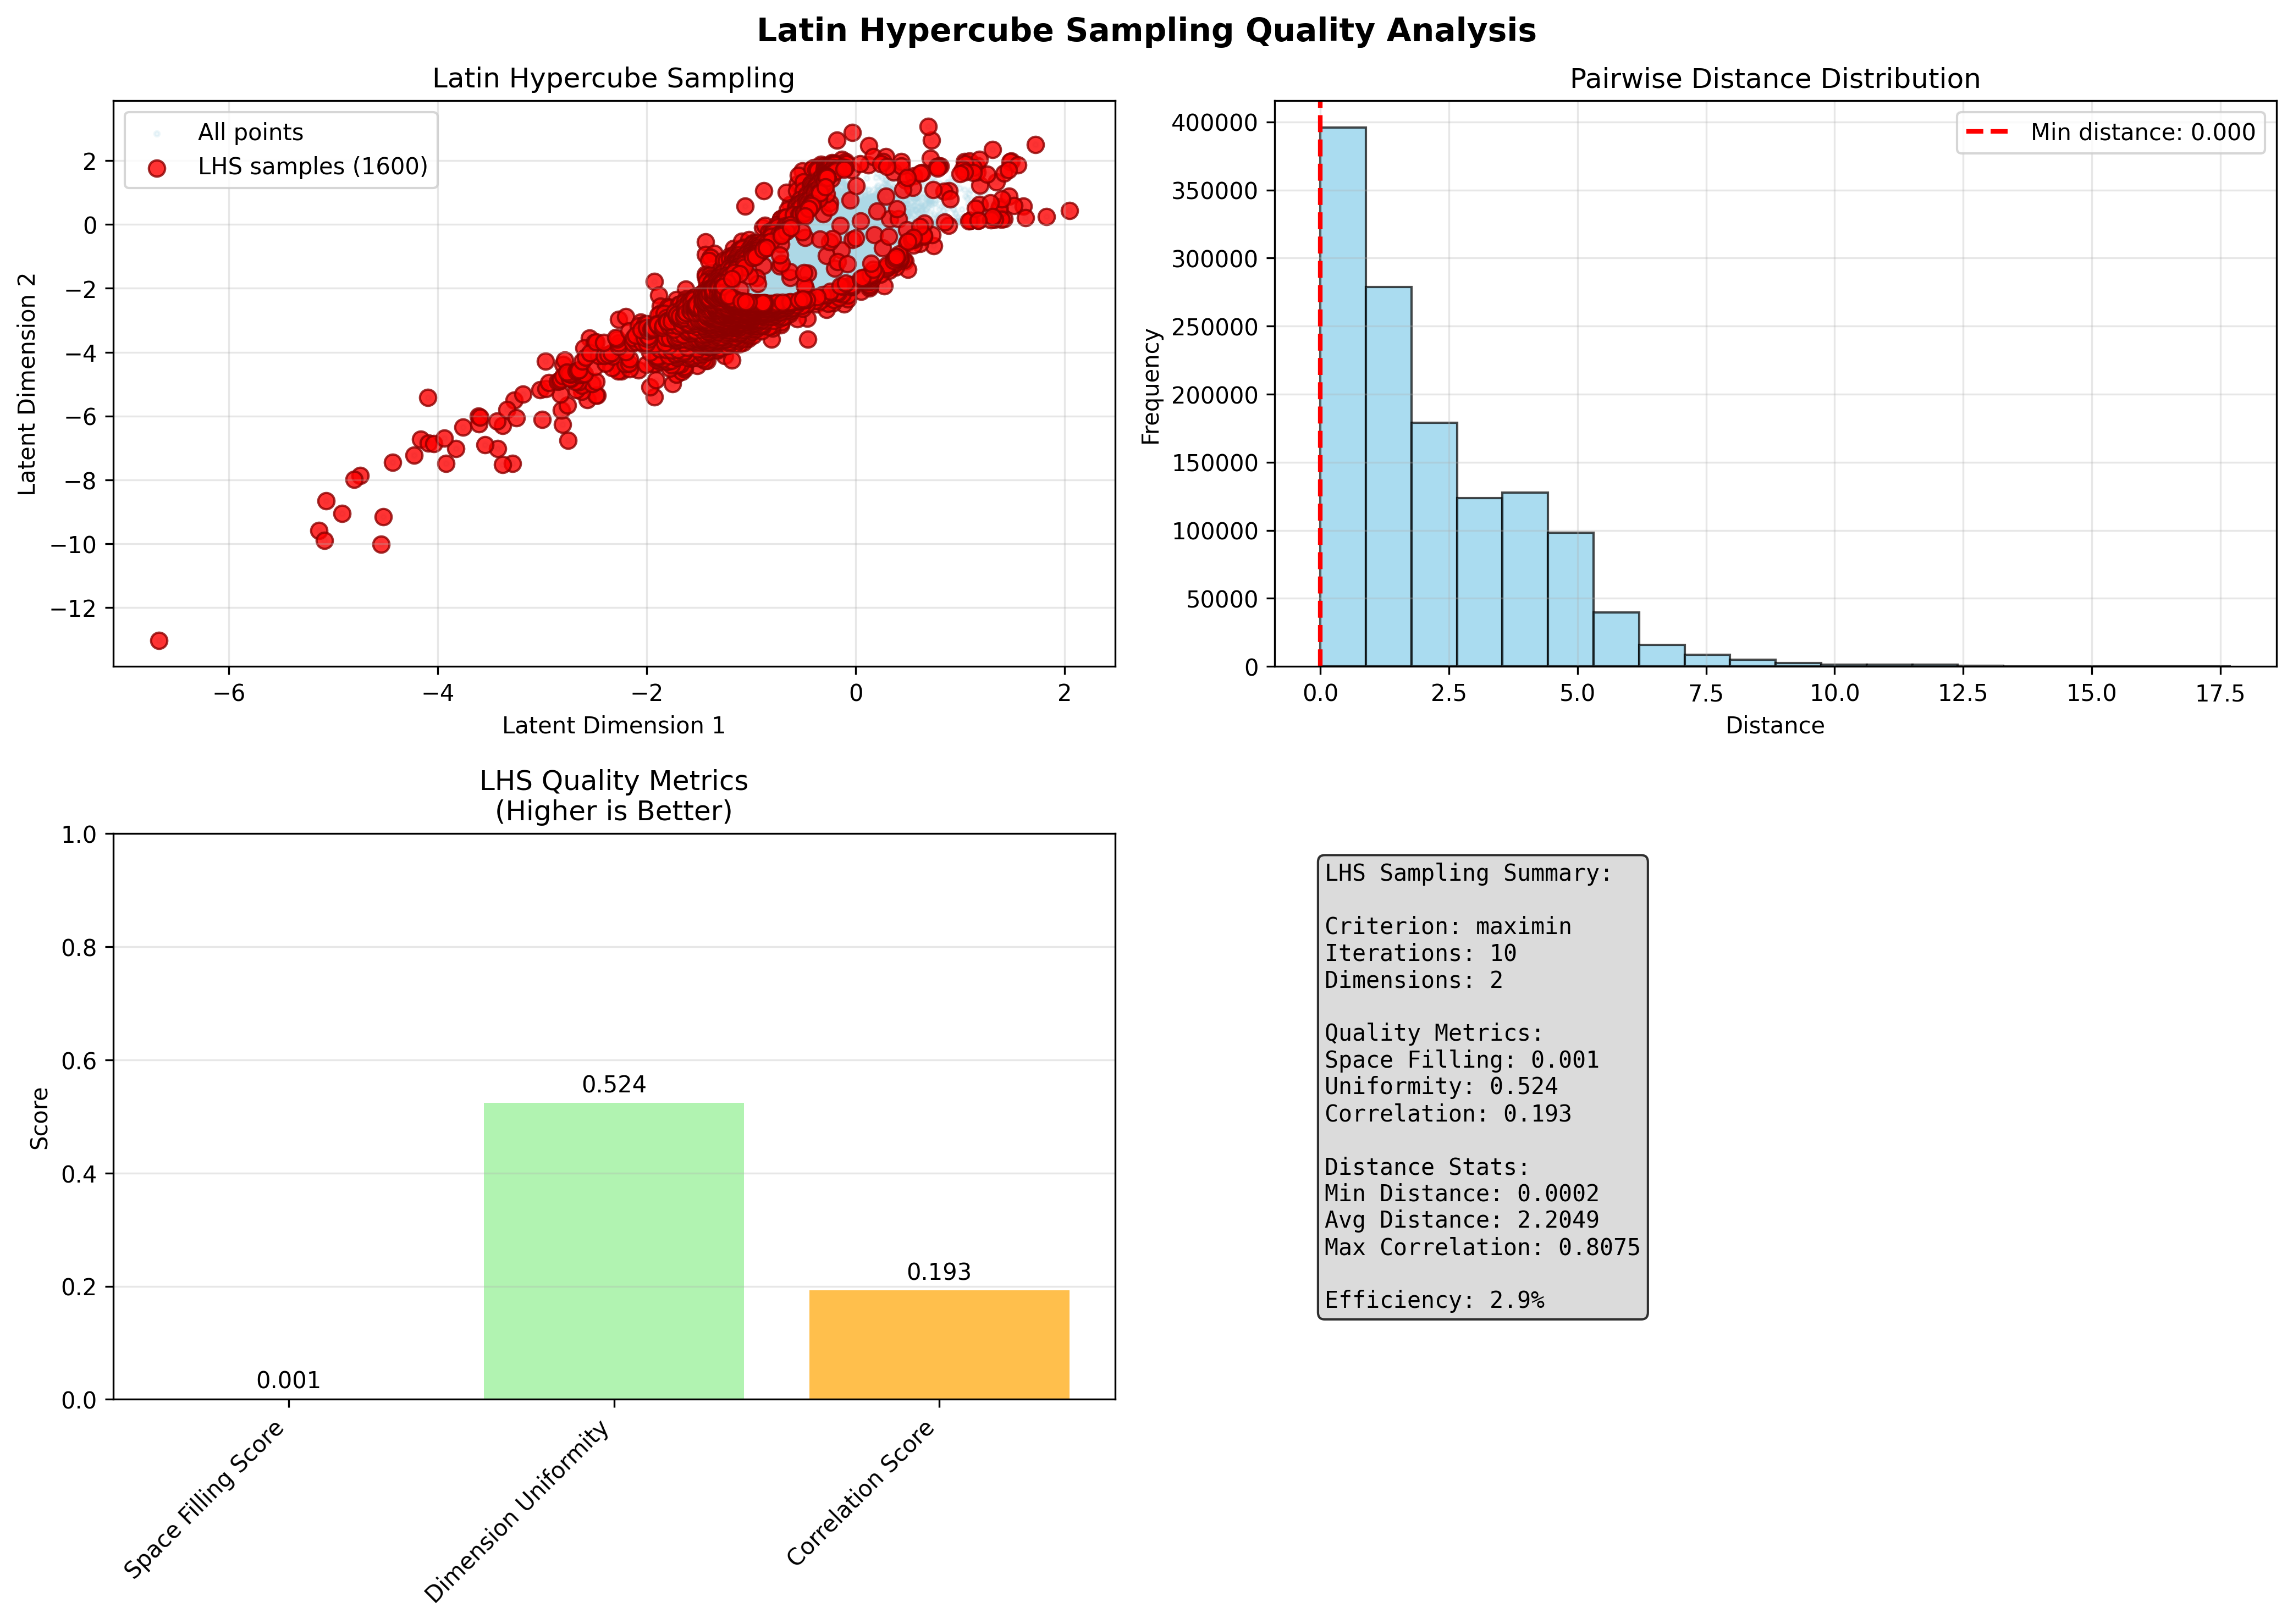 Latin Hypercube Sampling Quality Analysis
Latin Hypercube Sampling
All points
LHS samples (1600)
Latent Dimension 2
2
0
−2
−4
−6
−8
−10
−12
−6
−4
−2
0
2
Latent Dimension 1
Pairwise Distance Distribution
Min distance: 0.000
Frequency
400000
350000
300000
250000
200000
150000
100000
50000
0
0.0
2.5
5.0
7.5
10.0
12.5
15.0
17.5
Distance
LHS Quality Metrics
(Higher is Better)
Score
1.0
0.8
0.6
0.4
0.2
0.0
0.001
0.524
0.193
Space Filling Score
Dimension Uniformity
Correlation Score
LHS Sampling Summary:
Criterion: maximin
Iterations: 10
Dimensions: 2
Quality Metrics:
Space Filling: 0.001
Uniformity: 0.524
Correlation: 0.193
Distance Stats:
Min Distance: 0.0002
Avg Distance: 2.2049
Max Correlation: 0.8075
Efficiency: 2.9%